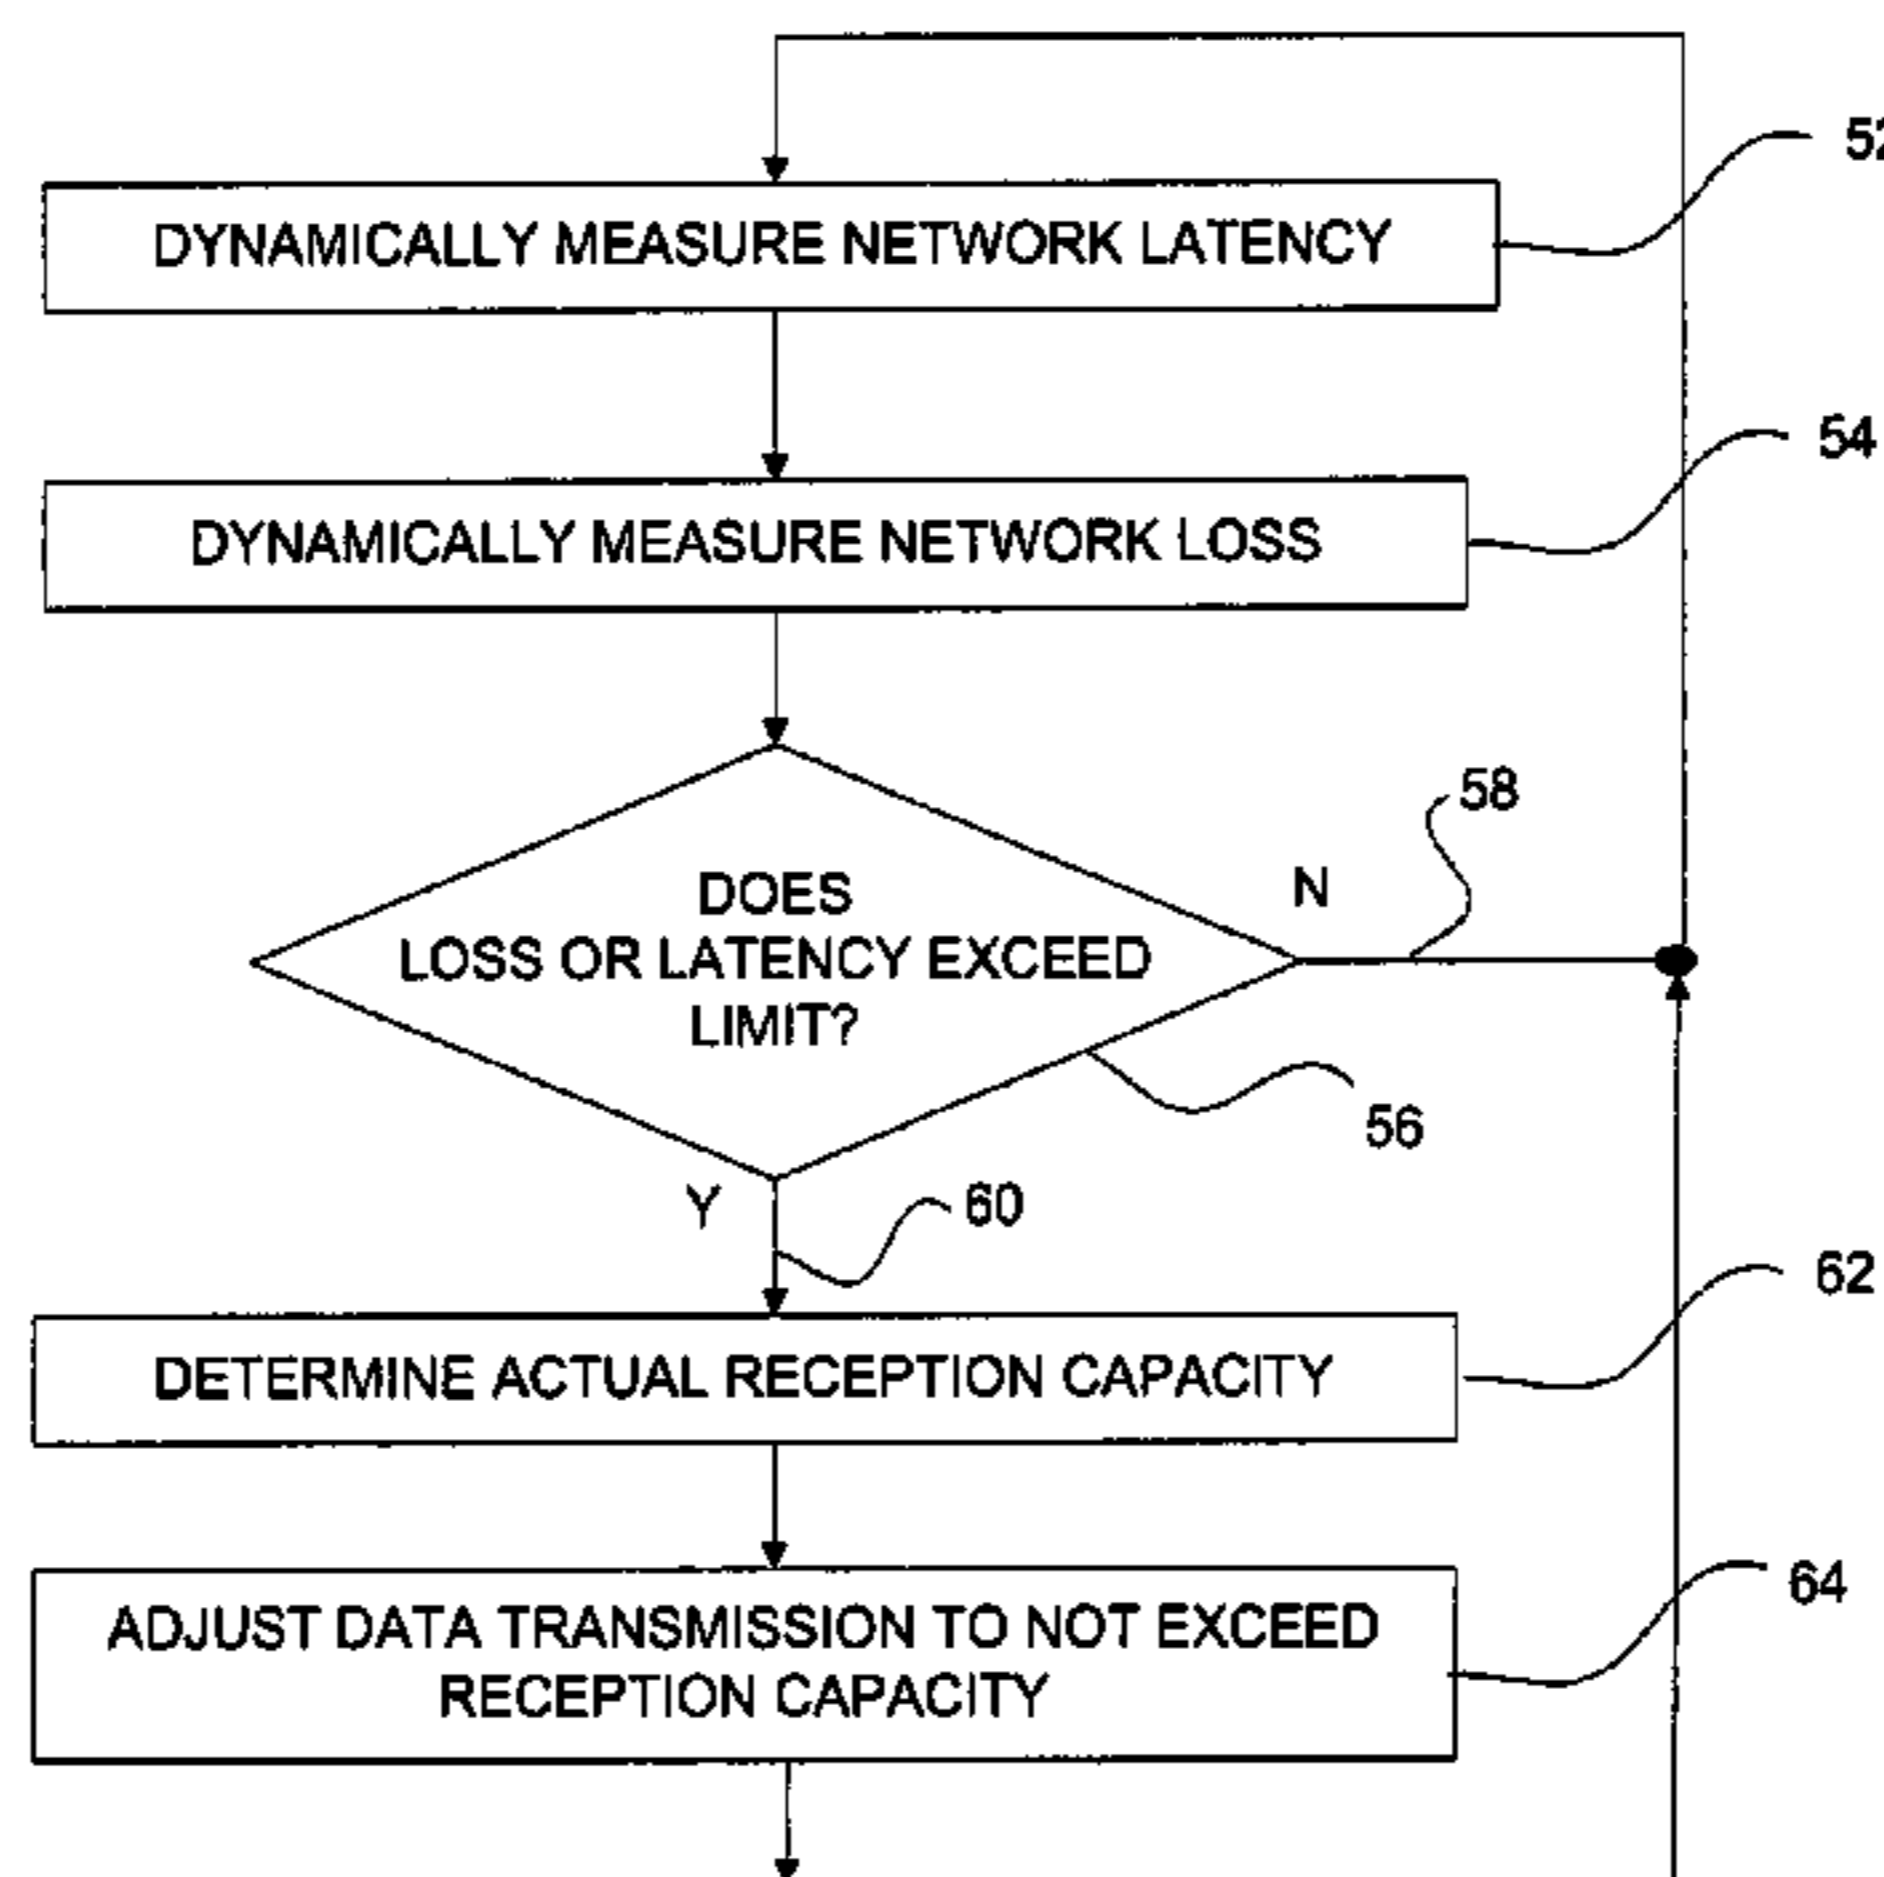 52
DYNAMICALLY MEASURE NETWORK LATENCY
54
DYNAMICALLY MEASURE NETWORK LOSS
58
N
DOES
LOSS OR LATENCY EXCEED
LIMIT?
56
Y
60
62
DETERMINE ACTUAL RECEPTION CAPACITY
64
ADJUST DATA TRANSMISSION TO NOT EXCEED
RECEPTION CAPACITY